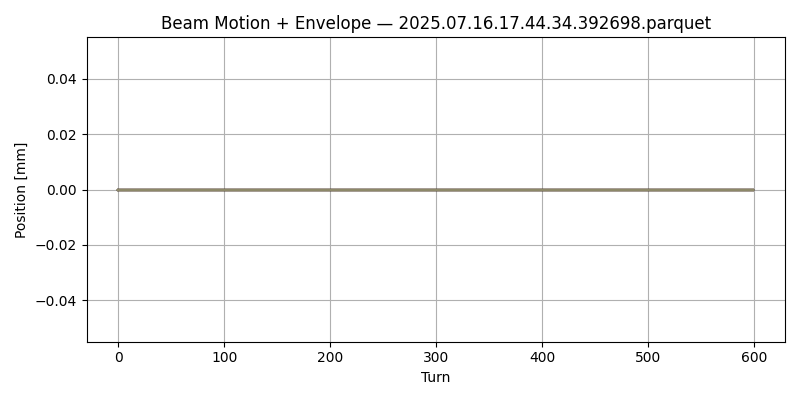 Beam Motion + Envelope — 2025.07.16.17.44.34.392698.parquet
Position [mm]
0.04
0.02
0.00
−0.02
−0.04
0 100 200 300 400 500 600
Turn